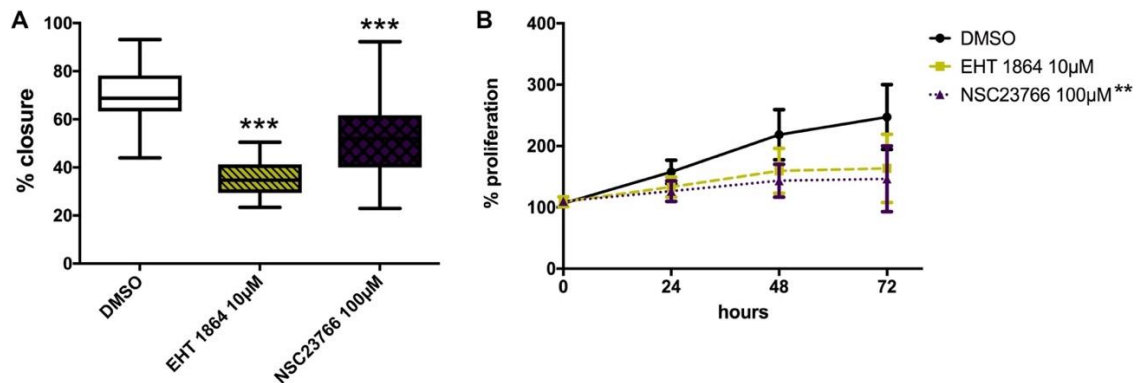 A
% closure
100
80
60
40
20
0
***
***
DMSO
EHT 1864 10μM
NSC23766 100μM
B
% proliferation
400
300
200
100
0
0 24 48 72
hours
DMSO
EHT 1864 10μM
NSC23766 100μM**